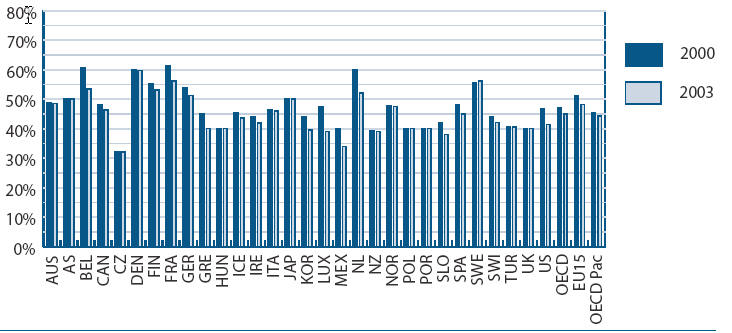 80%
70%
60%
50%
40%
30%
20%
10%
0%
AUS
AS
BEL
CAN
CZ
DEN
FIN
FRA
GER
GRE
HUN
ICE
IRE
ITA
JAP
KOR
LUX
MEX
NL
NZ
NOR
POL
POR
SLO
SPA
SWE
SWI
TUR
UK
US
OECD
EU15
OECD Pac
2000
2003